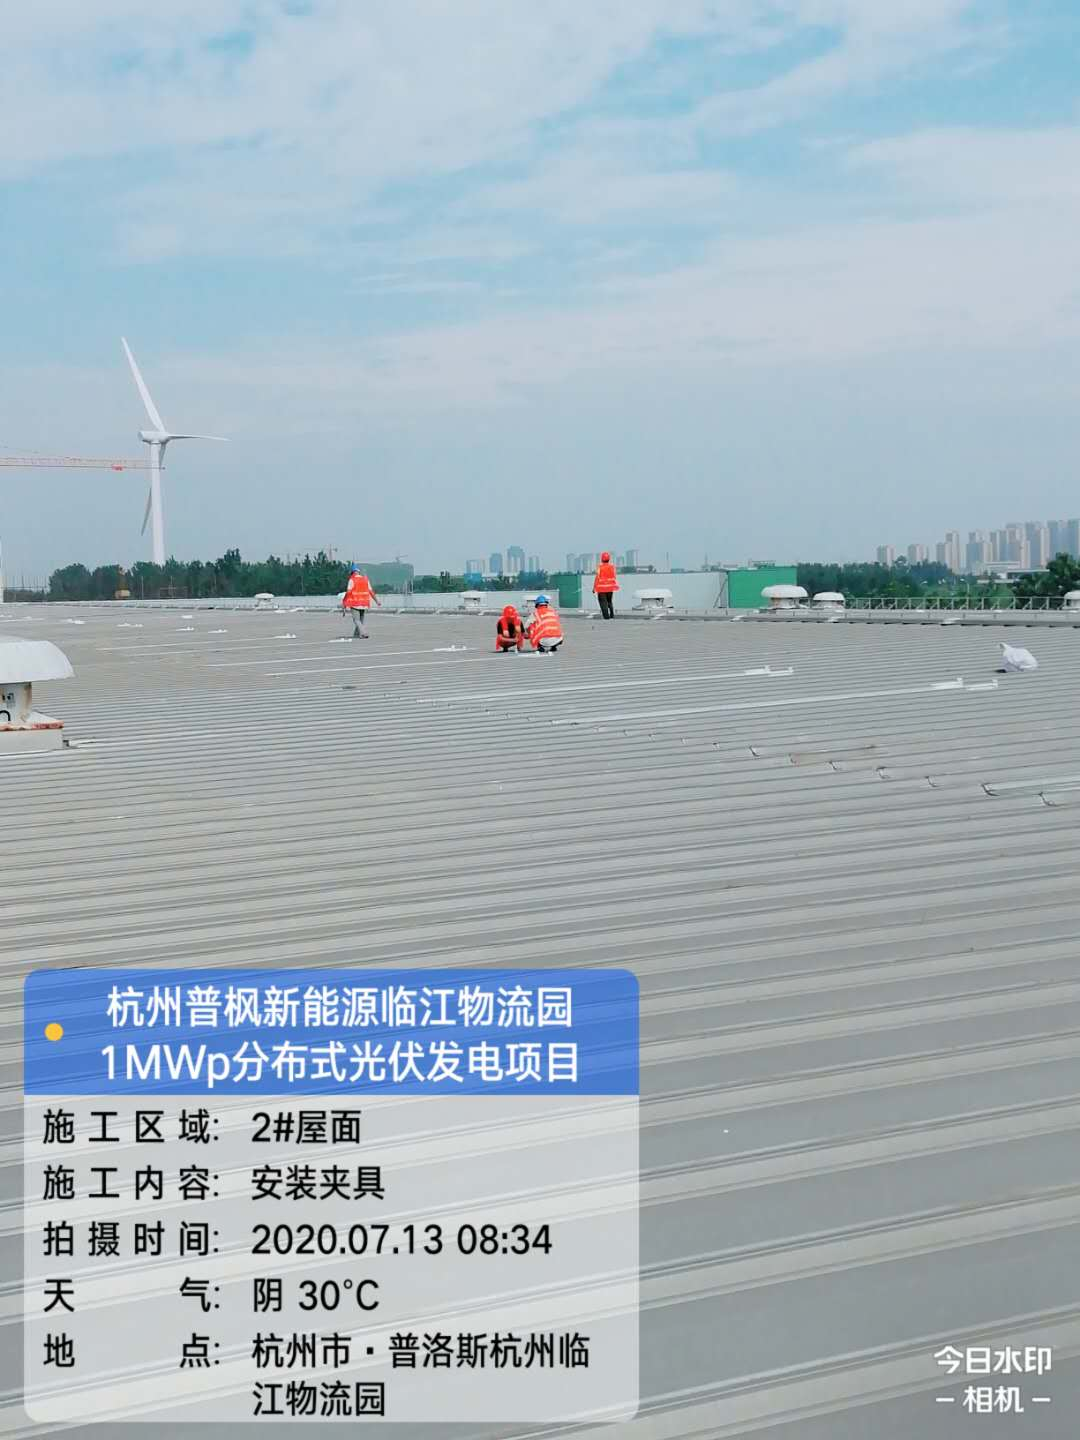 杭州普枫新能源临江物流园
1MWp分布式光伏发电项目
施工区域: 2#屋面
施工内容: 安装夹具
拍摄时间: 2020.07.13 08:34
天气: 阴 30°C
地点: 杭州市·普洛斯杭州临
江物流园
今日水印
-相机-